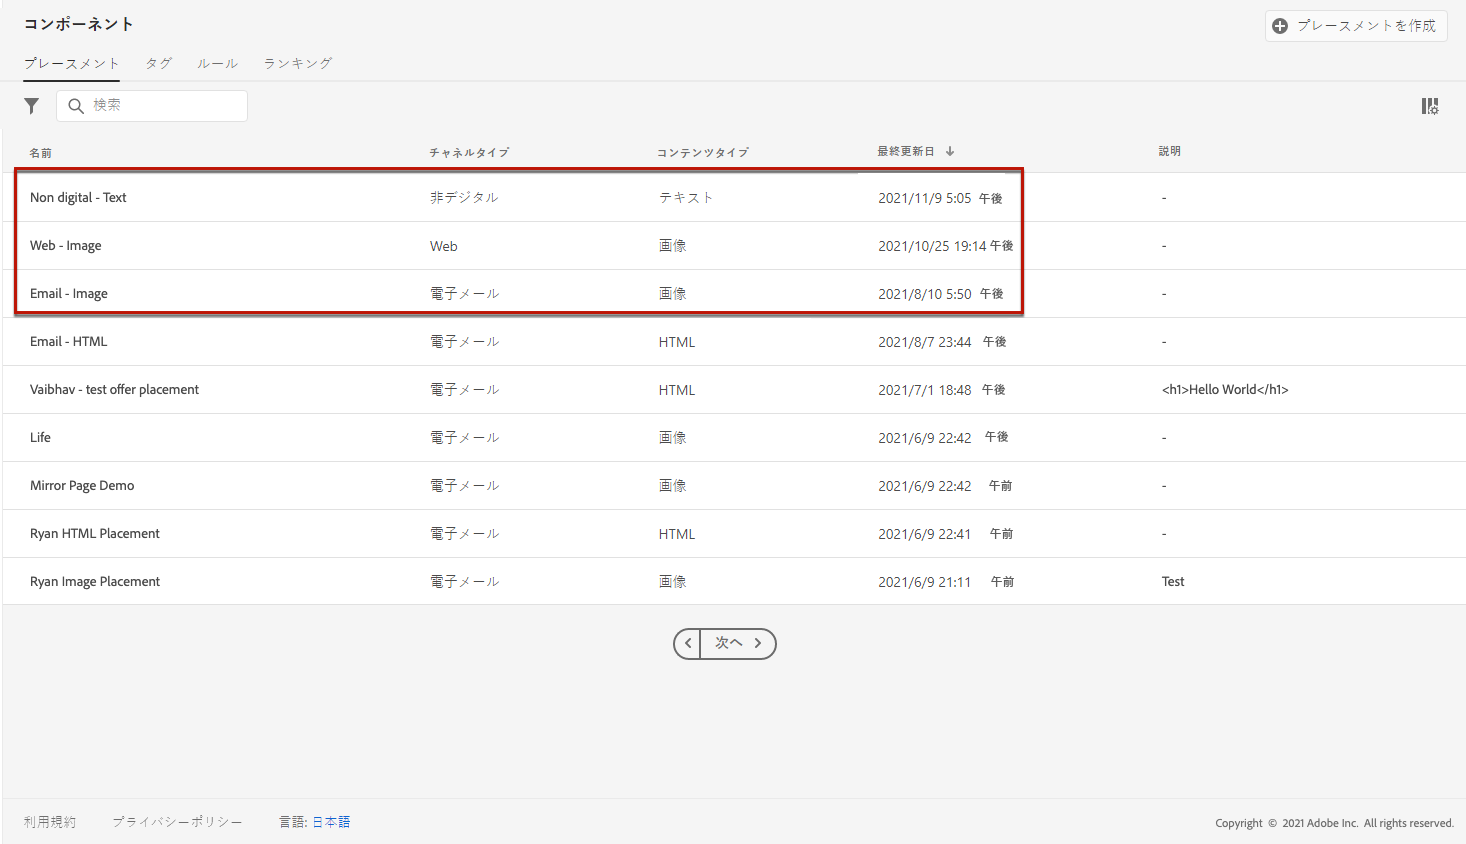 コンポーネント
プレースメントを作成
プレースメント タグ ルール ランキング
検索
名前 チャネルタイプ コンテンツタイプ 最終更新日 説明
Non digital - Text 非デジタル テキスト 2021/11/9 5:05 午後 -
Web - Image Web 画像 2021/10/25 19:14 午後 -
Email - Image 電子メール 画像 2021/8/10 5:50 午後 -
Email - HTML 電子メール HTML 2021/8/7 23:44 午後 -
Vaibhav - test offer placement 電子メール HTML 2021/7/1 18:48 午後 <h1>Hello World</h1>
Life 電子メール 画像 2021/6/9 22:42 午後 -
Mirror Page Demo 電子メール 画像 2021/6/9 22:42 午前 -
Ryan HTML Placement 電子メール HTML 2021/6/9 22:41 午前 -
Ryan Image Placement 電子メール 画像 2021/6/9 21:11 午前 Test
次へ
利用規約 プライバシーポリシー 言語: 日本語 Copyright © 2021 Adobe Inc. All rights reserved.